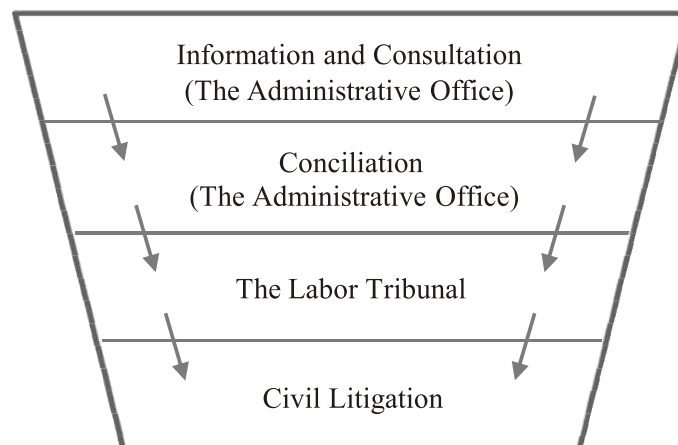 Information and Consultation
(The Administrative Office)
Conciliation
(The Administrative Office)
The Labor Tribunal
Civil Litigation